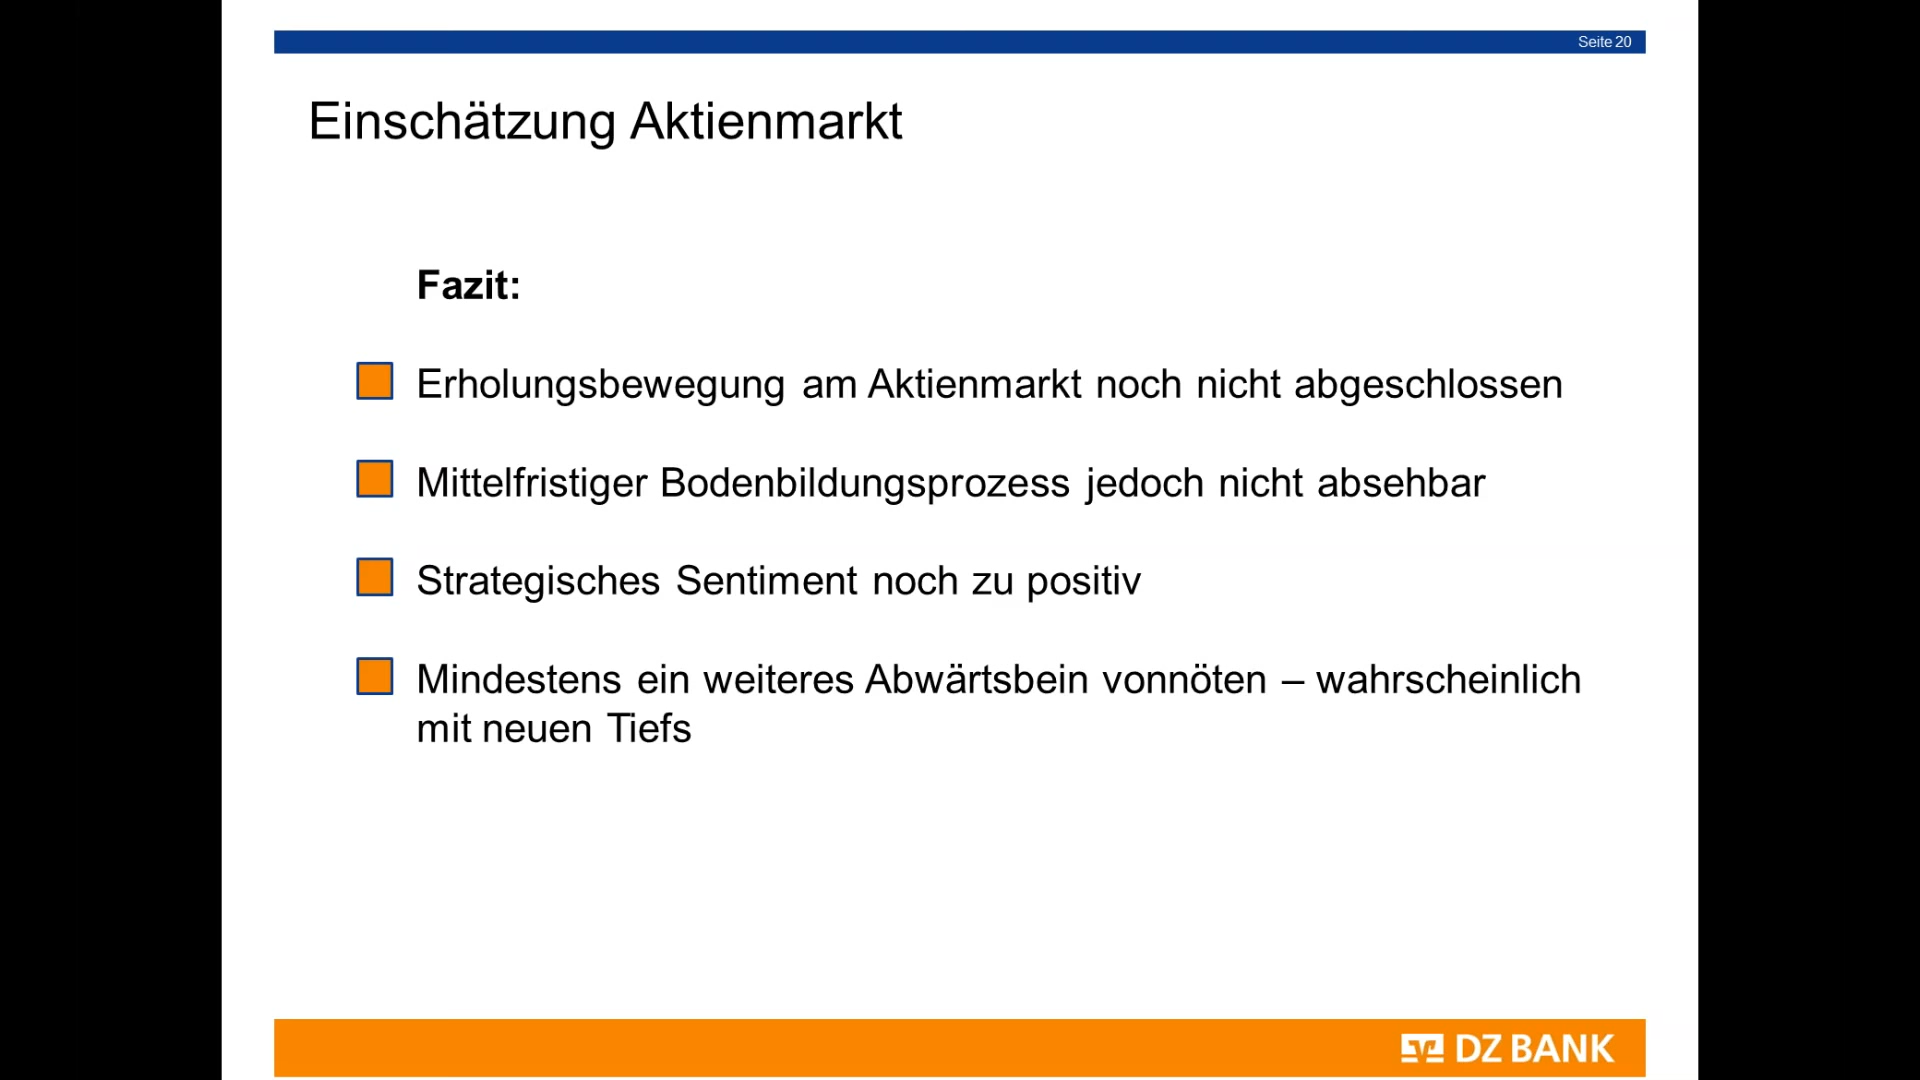 Seite 20
Einschätzung Aktienmarkt
Fazit:
Erholungsbewegung am Aktienmarkt noch nicht abgeschlossen
Mittelfristiger Bodenbildungsprozess jedoch nicht absehbar
Strategisches Sentiment noch zu positiv
Mindestens ein weiteres Abwärtsbein vonnöten – wahrscheinlich
mit neuen Tiefs
DZ BANK